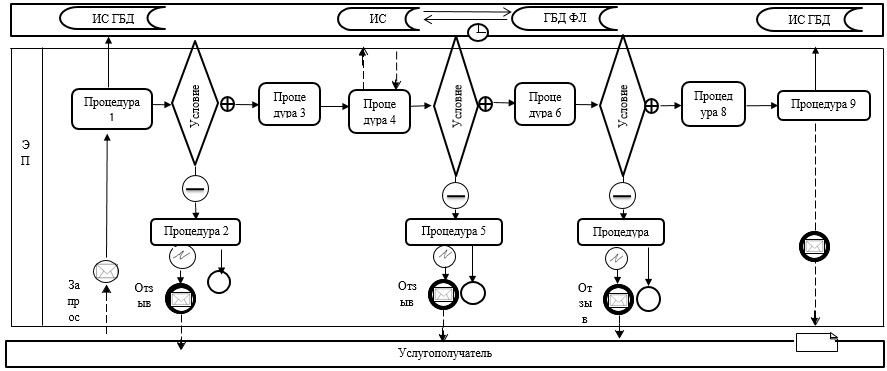 ИС ГБД
ИС
ГБД ФЛ
ИС ГБД
Процедура
1
Условие
Проце
дура 3
Проце
дура 4
Условие
Проце
дура 6
Условие
Процед
ура 8
Процедура 9
Э
П
Процедура 2
Процедура 5
Процедура
За
прос
Отз
ыв
Отз
ыв
От
зы
в
Услугополучатель